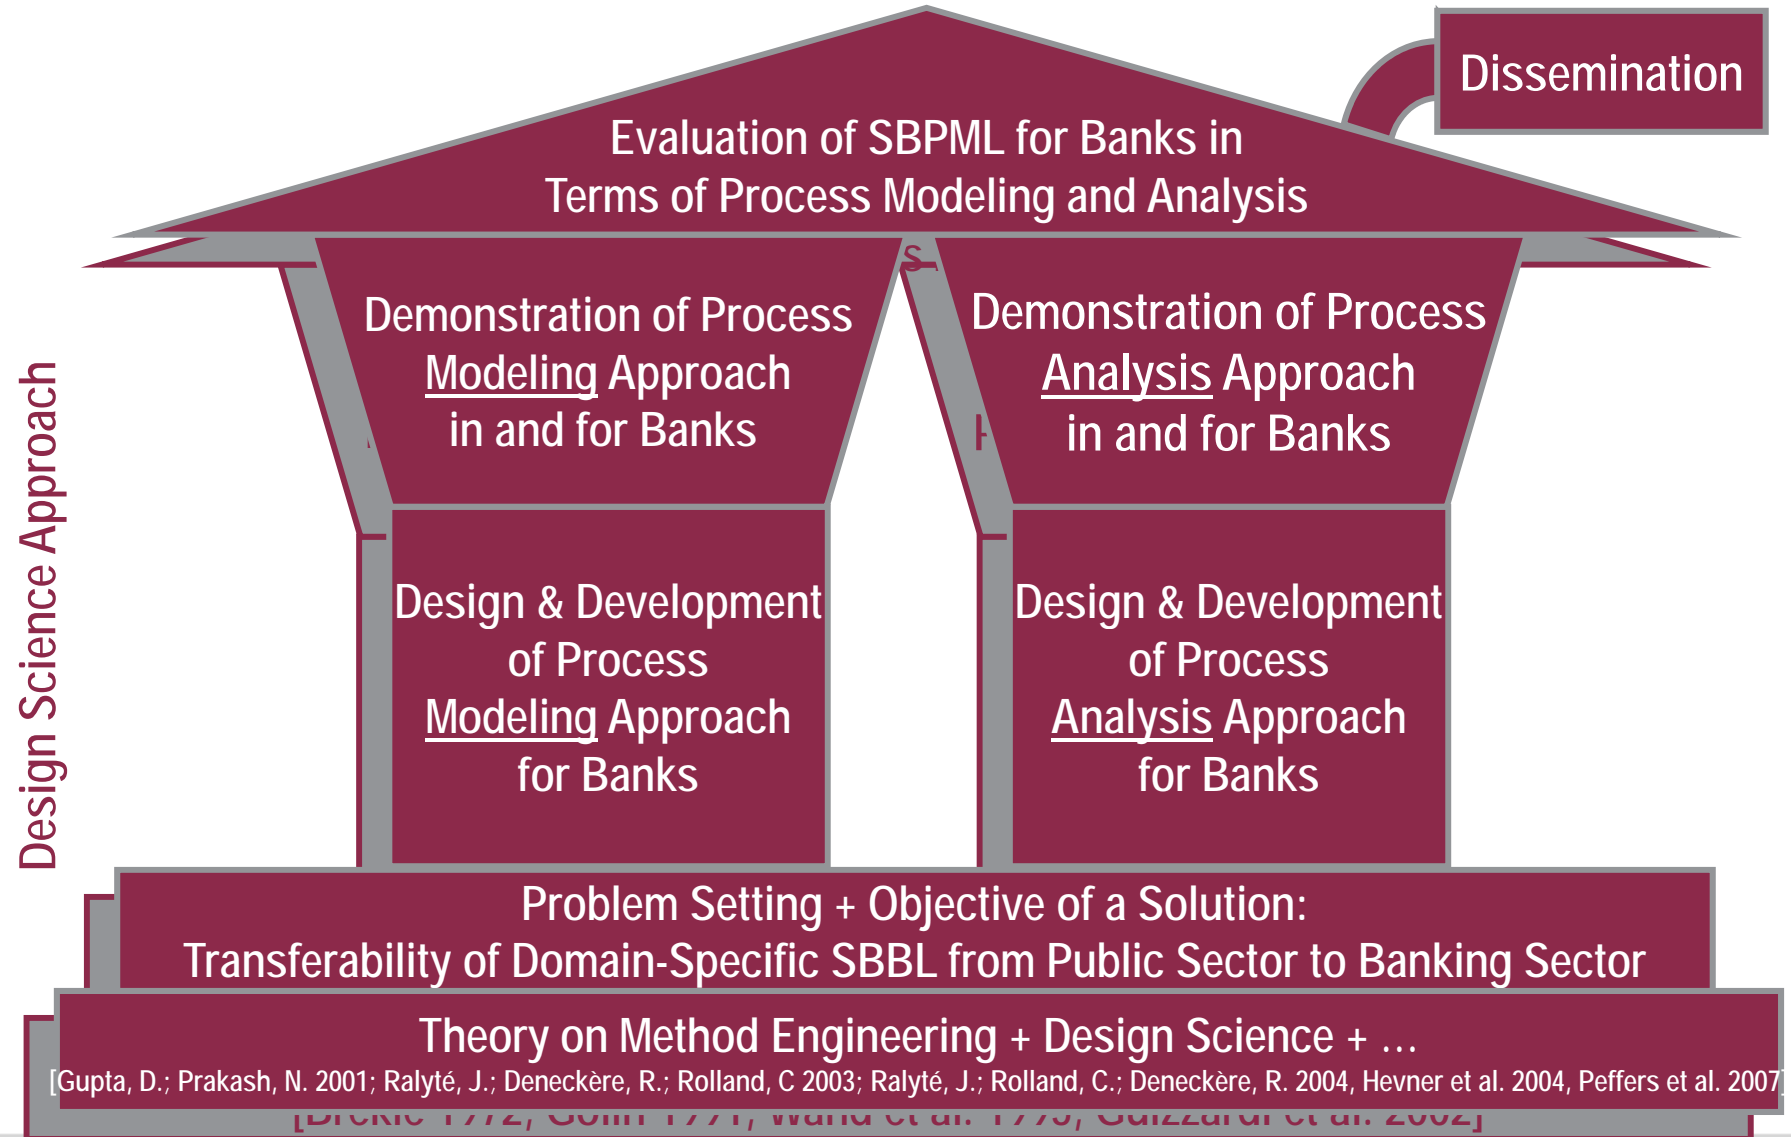 Dissemination
Evaluation of SBPML for Banks in
Terms of Process Modeling and Analysis
Demonstration of Process
Modeling Approach
in and for Banks
Demonstration of Process
Analysis Approach
in and for Banks
Design Science Approach
Design & Development
of Process
Modeling Approach
for Banks
Design & Development
of Process
Analysis Approach
for Banks
Problem Setting + Objective of a Solution:
Transferability of Domain-Specific SBBL from Public Sector to Banking Sector
Theory on Method Engineering + Design Science + …
[Gupta, D.; Prakash, N. 2001; Ralyté, J.; Deneckère, R.; Rolland, C 2003; Ralyté, J.; Rolland, C.; Deneckère, R. 2004, Hevner et al. 2004, Peffers et al. 2007]